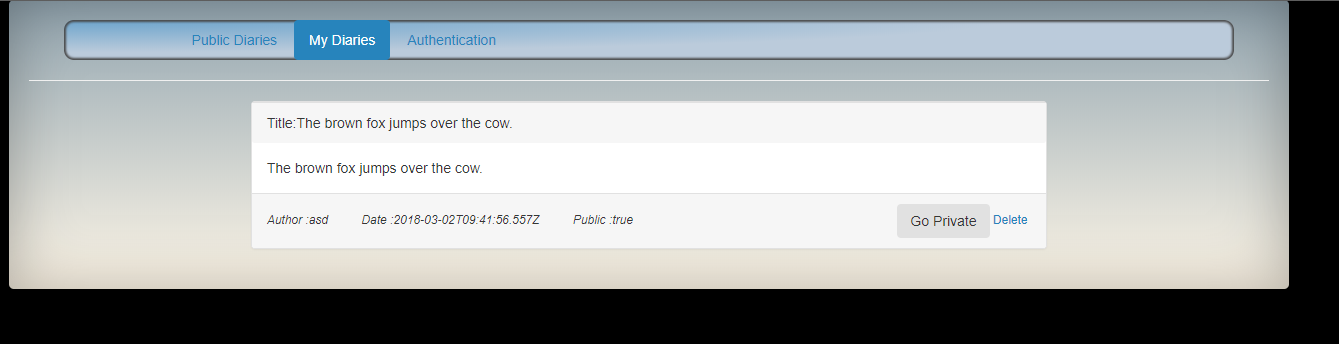 Public Diaries My Diaries Authentication
Title:The brown fox jumps over the cow.
The brown fox jumps over the cow.
Author :asd Date :2018-03-02T09:41:56.557Z Public :true Go Private Delete